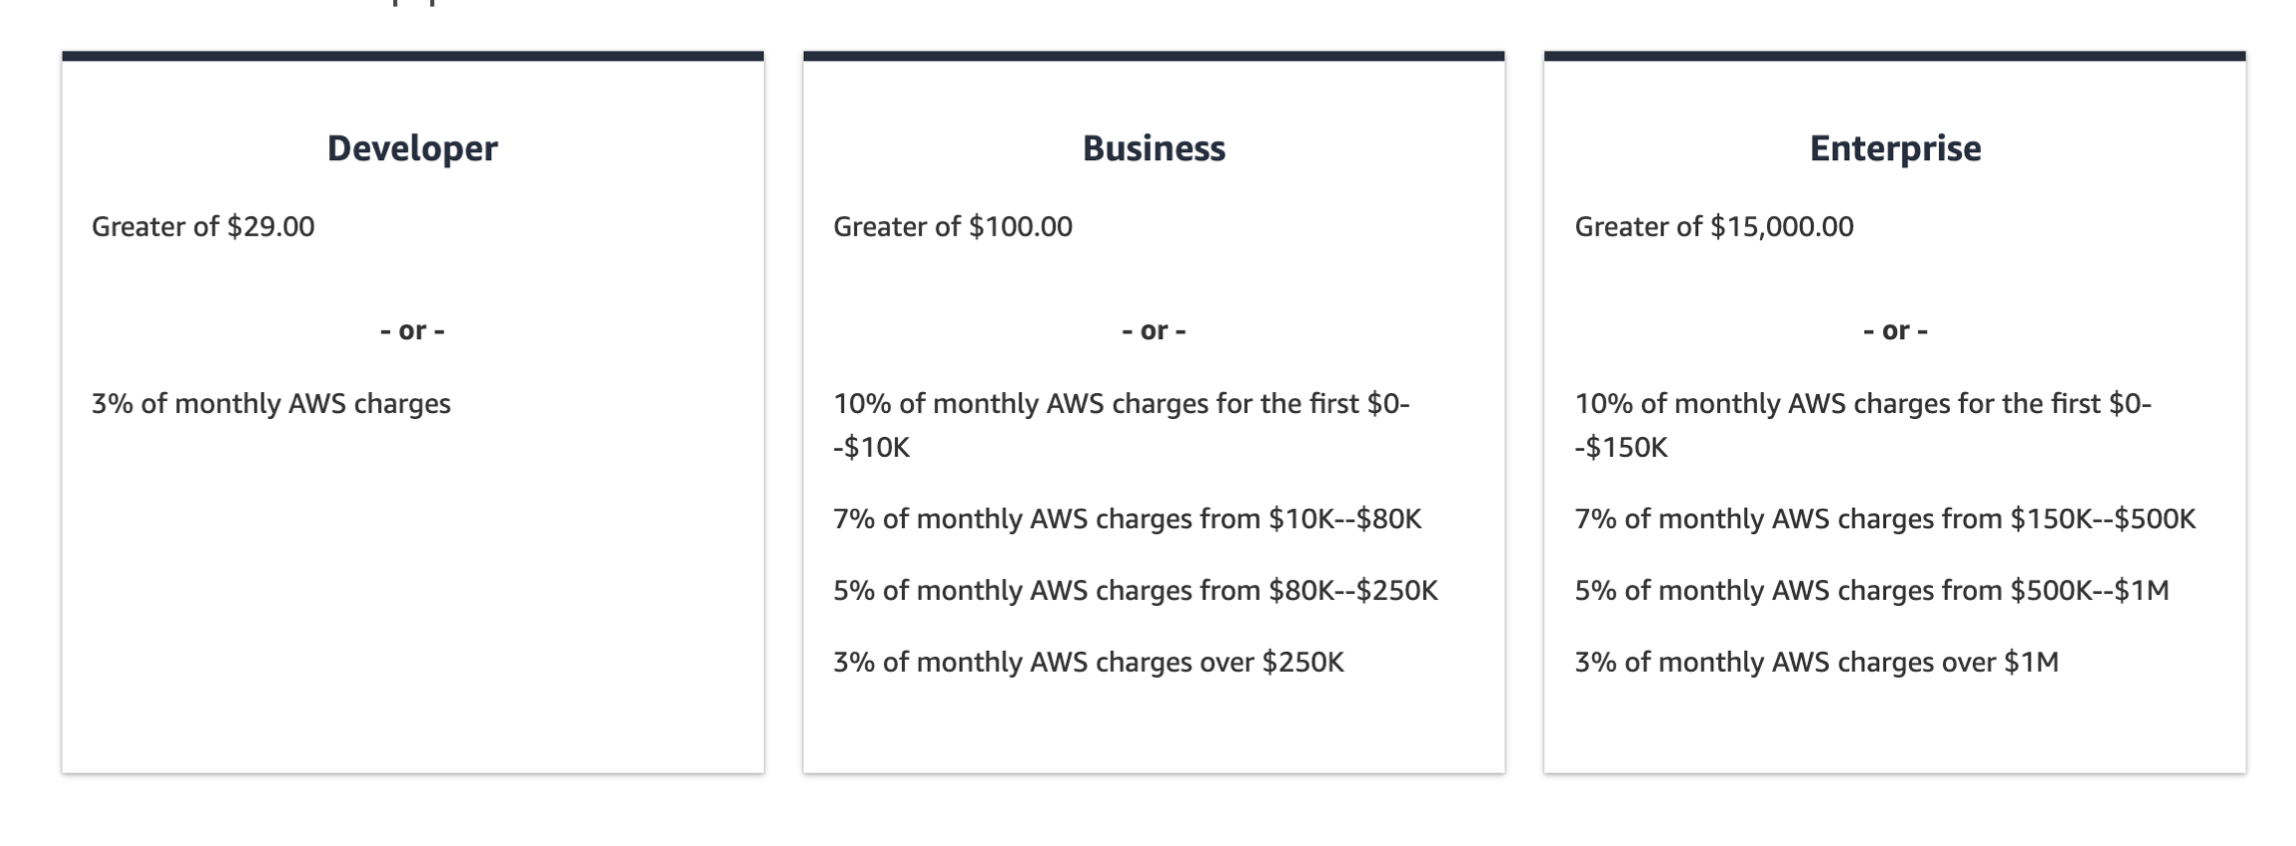 Developer
Greater of $29.00
- or -
3% of monthly AWS charges
Business
Greater of $100.00
- or -
10% of monthly AWS charges for the first $0-
-$10K
7% of monthly AWS charges from $10K--$80K
5% of monthly AWS charges from $80K--$250K
3% of monthly AWS charges over $250K
Enterprise
Greater of $15,000.00
- or -
10% of monthly AWS charges for the first $0-
-$150K
7% of monthly AWS charges from $150K--$500K
5% of monthly AWS charges from $500K--$1M
3% of monthly AWS charges over $1M